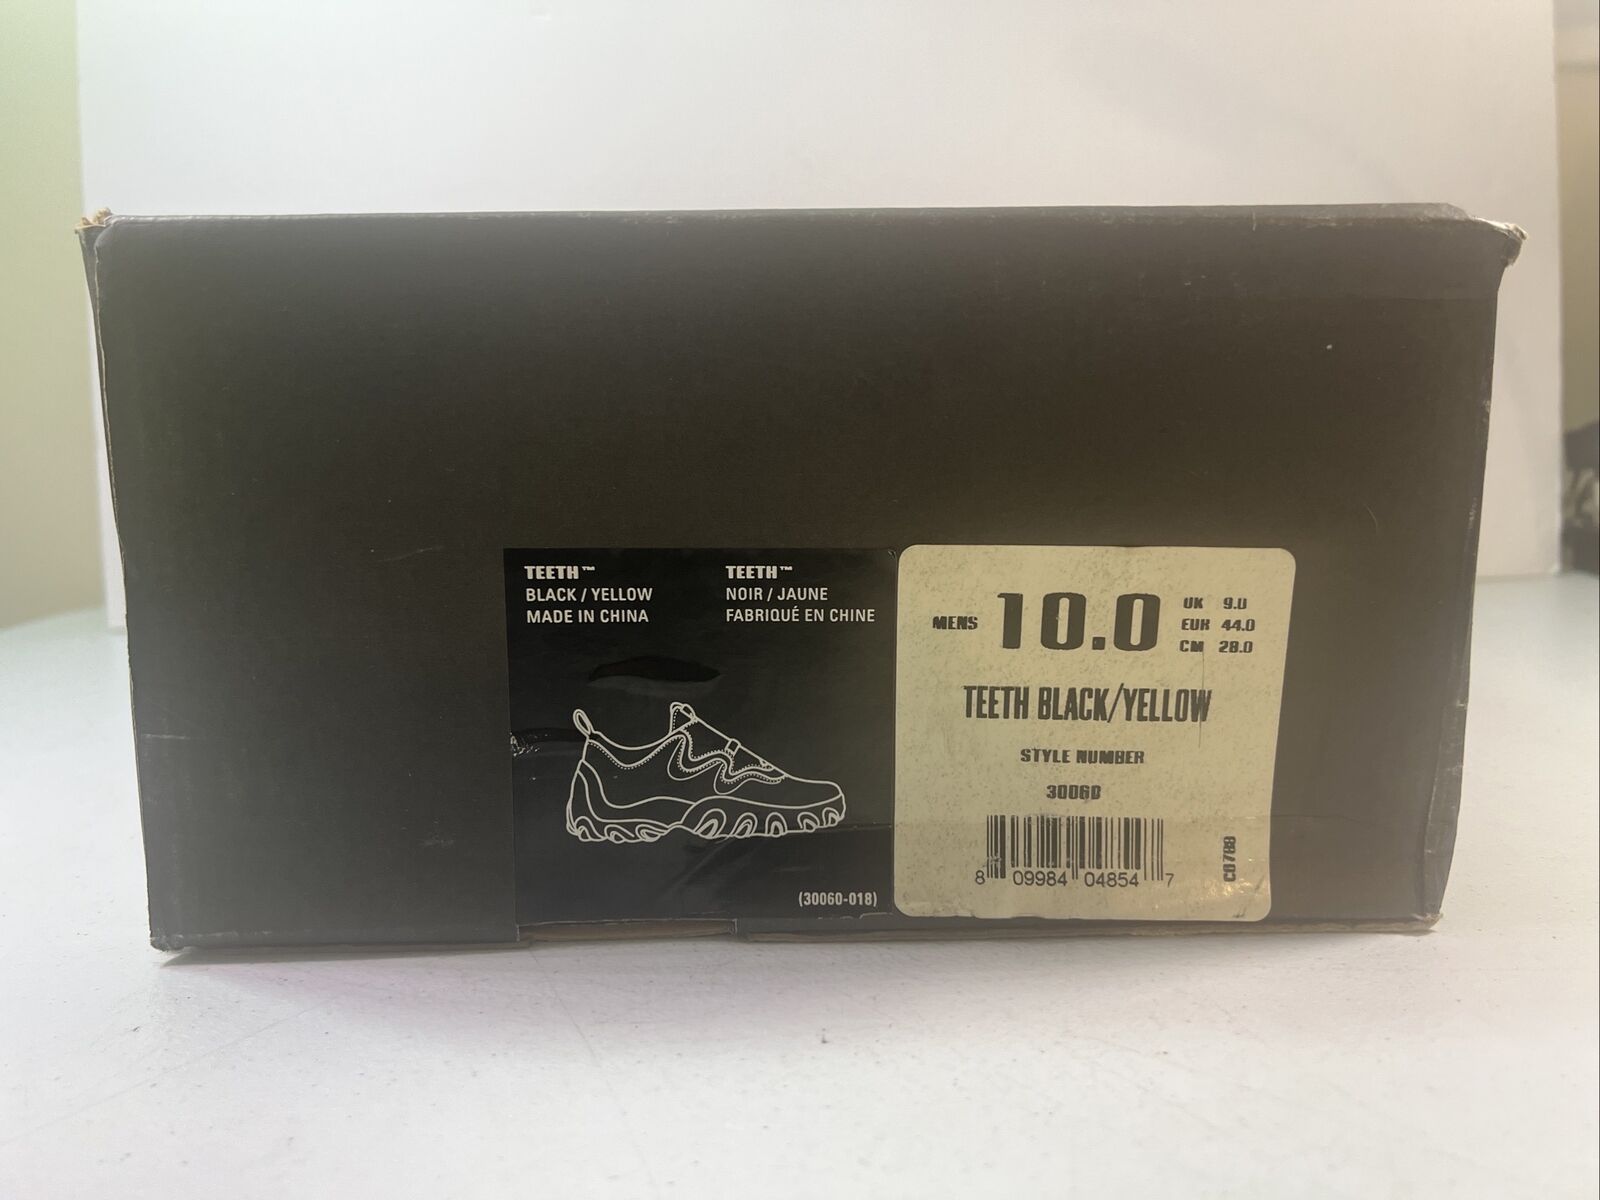 TEETH™
BLACK / YELLOW
MADE IN CHINA
TEETH™
NOIR / JAUNE
FABRIQUÉ EN CHINE
(30060-018)
MENS 10.0
UK 9.0
EUR 44.0
CM 28.0
TEETH BLACK/YELLOW
STYLE NUMBER
30060
8 09984 04854 7
C0788